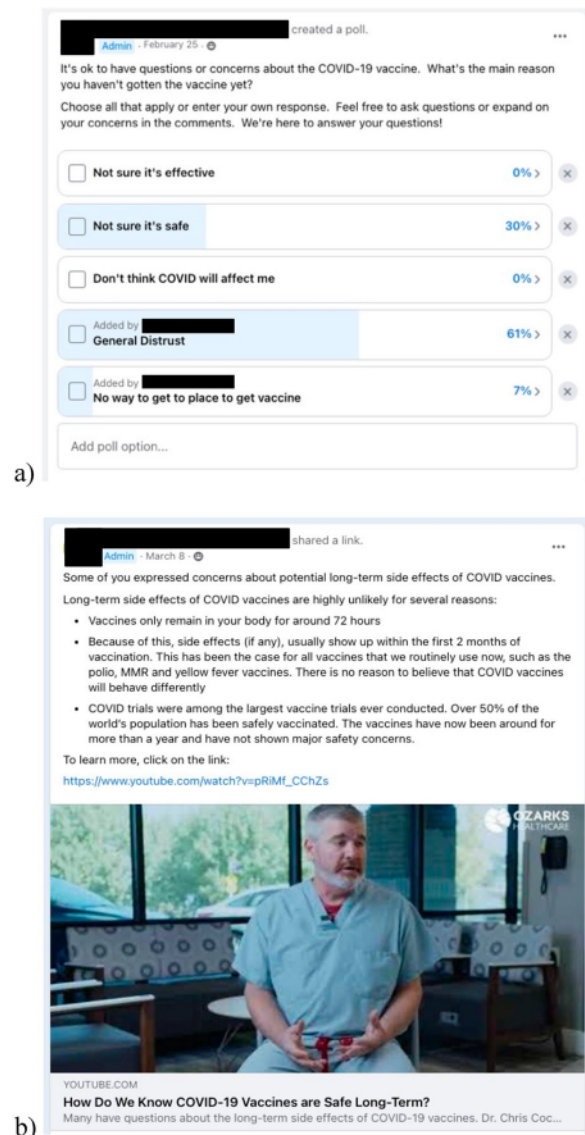 created a poll.
Admin · February 25 ·
It's ok to have questions or concerns about the COVID-19 vaccine. What's the main reason
you haven't gotten the vaccine yet?
Choose all that apply or enter your own response. Feel free to ask questions or expand on
your concerns in the comments. We're here to answer your questions!
Not sure it's effective 0%
Not sure it's safe 30%
Don't think COVID will affect me 0%
Added by
General Distrust 61%
Added by
No way to get to place to get vaccine 7%
Add poll option...
a)
shared a link.
Admin · March 8 ·
Some of you expressed concerns about potential long-term side effects of COVID vaccines.
Long-term side effects of COVID vaccines are highly unlikely for several reasons:
• Vaccines only remain in your body for around 72 hours
• Because of this, side effects (if any), usually show up within the first 2 months of
vaccination. This has been the case for all vaccines that we routinely use now, such as the
polio, MMR and yellow fever vaccines. There is no reason to believe that COVID vaccines
will behave differently
• COVID trials were among the largest vaccine trials ever conducted. Over 50% of the
world's population has been safely vaccinated. The vaccines have now been around for
more than a year and have not shown major safety concerns.
To learn more, click on the link:
https://www.youtube.com/watch?v=pRiMf_CChZs
OZARKS
HEALTHCARE
YOUTUBE.COM
How Do We Know COVID-19 Vaccines are Safe Long-Term?
Many have questions about the long-term side effects of COVID-19 vaccines. Dr. Chris Coc...
b)